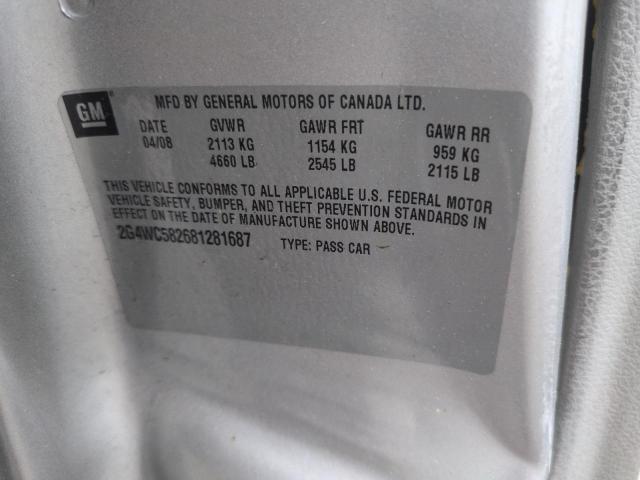 GM
MFD BY GENERAL MOTORS OF CANADA LTD.
DATE GVWR GAWR FRT GAWR RR
04/08 2113 KG 1154 KG 959 KG
4660 LB 2545 LB 2115 LB
THIS VEHICLE CONFORMS TO ALL APPLICABLE U.S. FEDERAL MOTOR
VEHICLE SAFETY, BUMPER, AND THEFT PREVENTION STANDARDS IN
EFFECT ON THE DATE OF MANUFACTURE SHOWN ABOVE.
2G4WC582681281687 TYPE: PASS CAR